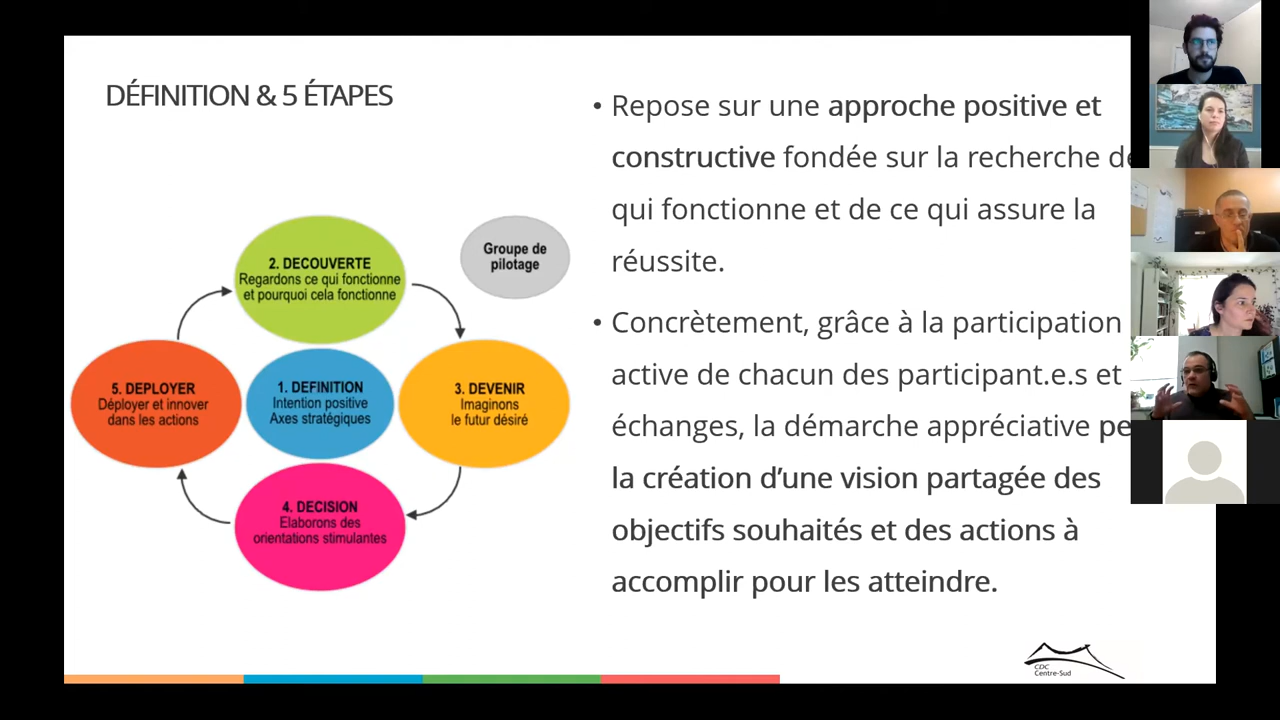 DÉFINITION & 5 ÉTAPES
2. DECOUVERTE
Regardons ce qui fonctionne
et pourquoi cela fonctionne
Groupe de
pilotage
5. DEPLOYER
Déployer et innover
dans les actions
1. DEFINITION
Intention positive
Axes stratégiques
3. DEVENIR
Imaginons
le futur désiré
4. DECISION
Elaborons des
orientations stimulantes
• Repose sur une approche positive et
constructive fondée sur la recherche
qui fonctionne et de ce qui assure la
réussite.
• Concrètement, grâce à la participation
active de chacun des participant.e.s et
échanges, la démarche appréciative
la création d’une vision partagée des
objectifs souhaités et des actions à
accomplir pour les atteindre.
CDC
Centre-Sud